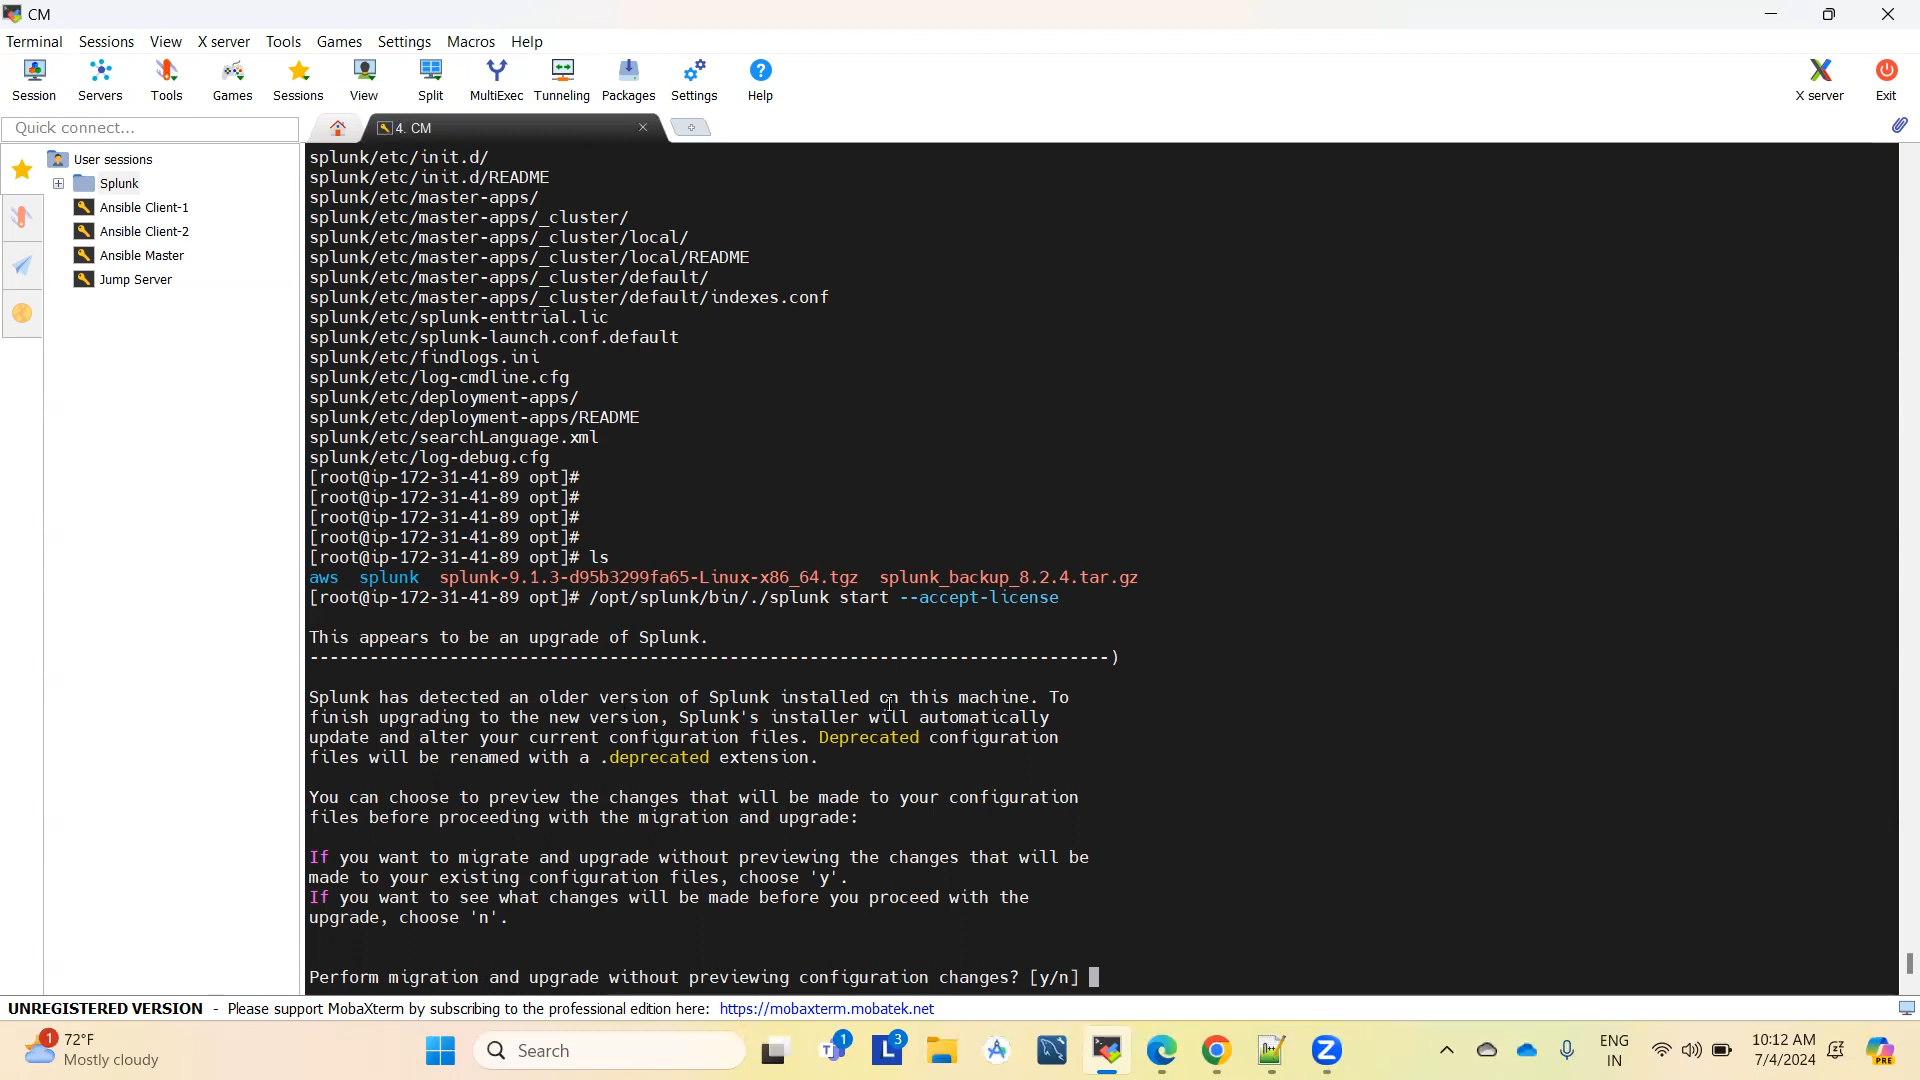 CM
Terminal Sessions View X server Tools Games Settings Macros Help
Session Servers Tools Games Sessions View Split MultiExec Tunneling Packages Settings Help X server Exit
Quick connect...
4. CM
User sessions
Splunk
Ansible Client-1
Ansible Client-2
Ansible Master
Jump Server
splunk/etc/init.d/
splunk/etc/init.d/README
splunk/etc/master-apps/
splunk/etc/master-apps/_cluster/
splunk/etc/master-apps/_cluster/local/
splunk/etc/master-apps/_cluster/local/README
splunk/etc/master-apps/_cluster/default/
splunk/etc/master-apps/_cluster/default/indexes.conf
splunk/etc/splunk-enttrial.lic
splunk/etc/splunk-launch.conf.default
splunk/etc/findlogs.ini
splunk/etc/log-cmdline.cfg
splunk/etc/deployment-apps/
splunk/etc/deployment-apps/README
splunk/etc/searchLanguage.xml
splunk/etc/log-debug.cfg
[root@ip-172-31-41-89 opt]#
[root@ip-172-31-41-89 opt]#
[root@ip-172-31-41-89 opt]#
[root@ip-172-31-41-89 opt]#
[root@ip-172-31-41-89 opt]# ls
aws splunk splunk-9.1.3-d95b3299fa65-Linux-x86_64.tgz splunk_backup_8.2.4.tar.gz
[root@ip-172-31-41-89 opt]# /opt/splunk/bin/./splunk start --accept-license
This appears to be an upgrade of Splunk.
--------------------------------------------------------------------------------)
Splunk has detected an older version of Splunk installed on this machine. To
finish upgrading to the new version, Splunk's installer will automatically
update and alter your current configuration files. Deprecated configuration
files will be renamed with a .deprecated extension.
You can choose to preview the changes that will be made to your configuration
files before proceeding with the migration and upgrade:
If you want to migrate and upgrade without previewing the changes that will be
made to your existing configuration files, choose 'y'.
If you want to see what changes will be made before you proceed with the
upgrade, choose 'n'.
Perform migration and upgrade without previewing configuration changes? [y/n]
UNREGISTERED VERSION - Please support MobaXterm by subscribing to the professional edition here: https://mobaxterm.mobatek.net
1
72°F
Mostly cloudy
Search
1
3
ENG
IN
10:12 AM
7/4/2024
PRE